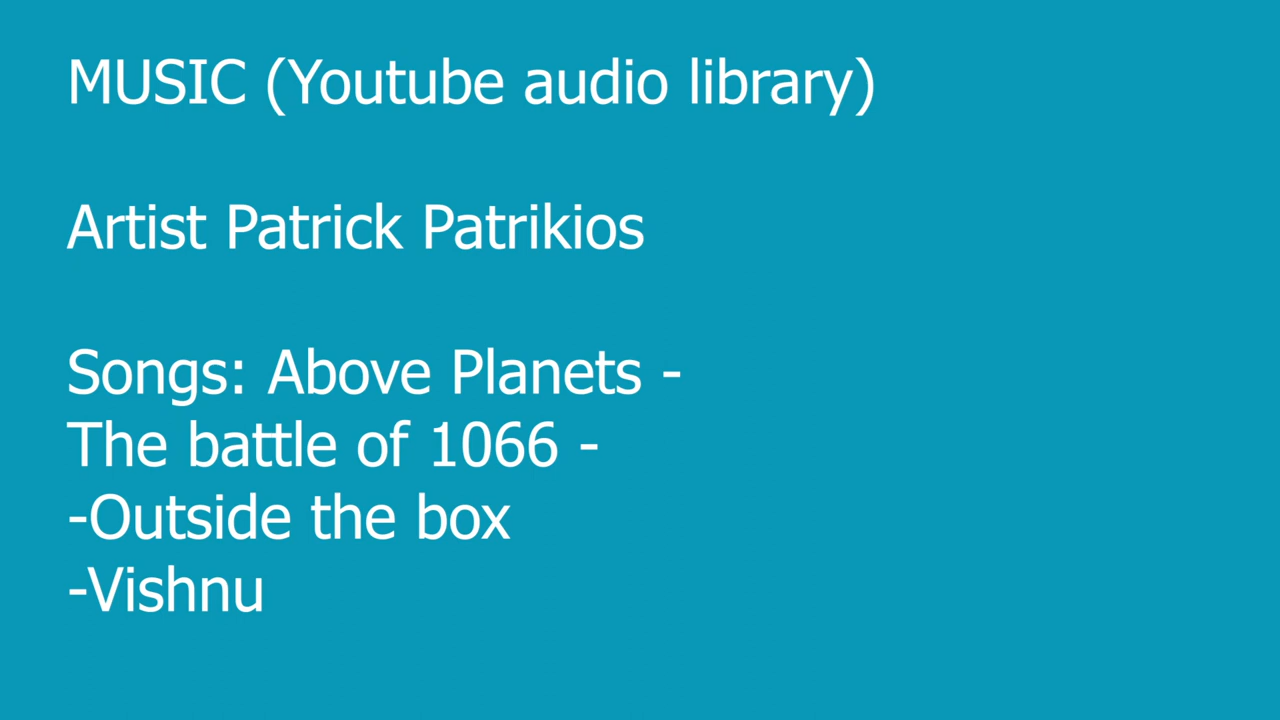 MUSIC (Youtube audio library)
Artist Patrick Patrikios
Songs: Above Planets -
The battle of 1066 -
-Outside the box
-Vishnu